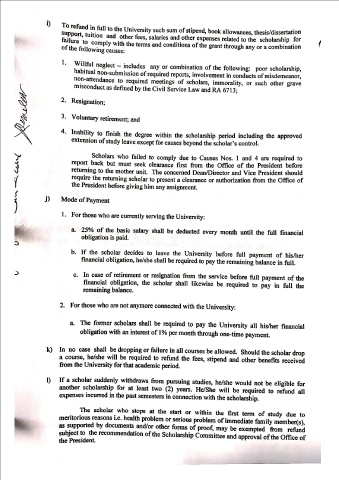 i) To refund in full to the University such sum of stipend, book allowances, thesis/dissertation
support, tuition and other fees, salaries and other expenses related to the scholarship for
failure to comply with the terms and conditions of the grant through any or a combination
of the following causes:
1. Willful neglect – includes any or combination of the following: poor scholarship,
habitual non-submission of required reports, involvement in conducts of misdemeanor,
non-attendance to required meetings of scholars, immorality, or such other grave
misconduct as defined by the Civil Service Law and RA 6713;
2. Resignation;
3. Voluntary retirement; and
4. Inability to finish the degree within the scholarship period including the approved
extension of study leave except for causes beyond the scholar's control.
Scholars who failed to comply due to Causes Nos. 1 and 4 are required to
report back but must seek clearance first from the Office of the President before
returning to the mother unit. The concerned Dean/Director and Vice President should
require the returning scholar to present a clearance or authorization from the Office of
the President before giving him any assignment.
j) Mode of Payment
1. For those who are currently serving the University:
a. 25% of the basic salary shall be deducted every month until the full financial
obligation is paid.
b. If the scholar decides to leave the University before full payment of his/her
financial obligation, he/she shall be required to pay the remaining balance in full.
c. In case of retirement or resignation from the service before full payment of the
financial obligation, the scholar shall likewise be required to pay in full the
remaining balance.
2. For those who are not anymore connected with the University:
a. The former scholars shall be required to pay the University all his/her financial
obligation with an interest of 1% per month through one-time payment.
k) In no case shall be dropping or failure in all courses be allowed. Should the scholar drop
a course, he/she will be required to refund the fees, stipend and other benefits received
from the University for that academic period.
l) If a scholar suddenly withdraws from pursuing studies, he/she would not be eligible for
another scholarship for at least two (2) years. He/She will be required to refund all
expenses incurred in the past semesters in connection with the scholarship.
The scholar who stops at the start or within the first term of study due to
meritorious reasons i.e. health problem or serious problem of immediate family member(s),
as supported by documents and/or other forms of proof, may be exempted from refund
subject to the recommendation of the Scholarship Committee and approval of the Office of
the President.